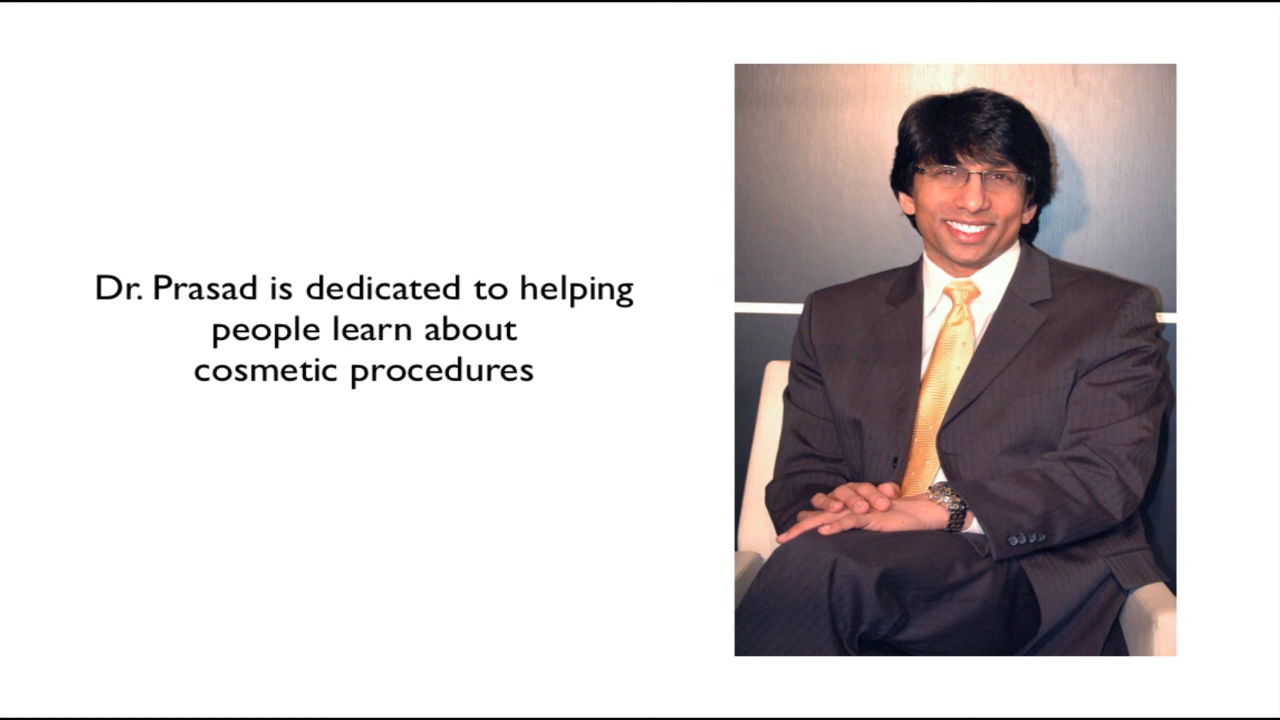 Dr. Prasad is dedicated to helping
people learn about
cosmetic procedures